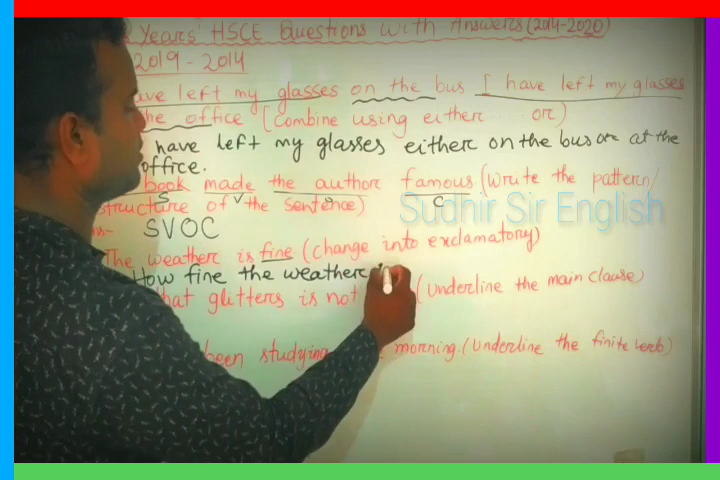 Years' HSCE Questions With Answers (2014-2020)
2019 - 2014
have left my glasses on the bus I have left my glasses
the office (Combine using either or)
have left my glasses either on the bus or at the
office.
book made the author famous (Write the pattern/
S V O C
structure of the sentence)
Sudhir Sir English
SVOC
The weather is fine (change into exclamatory)
How fine the weather
that glitters is not (Underline the main clause)
been studying morning. (Underline the finite verb)